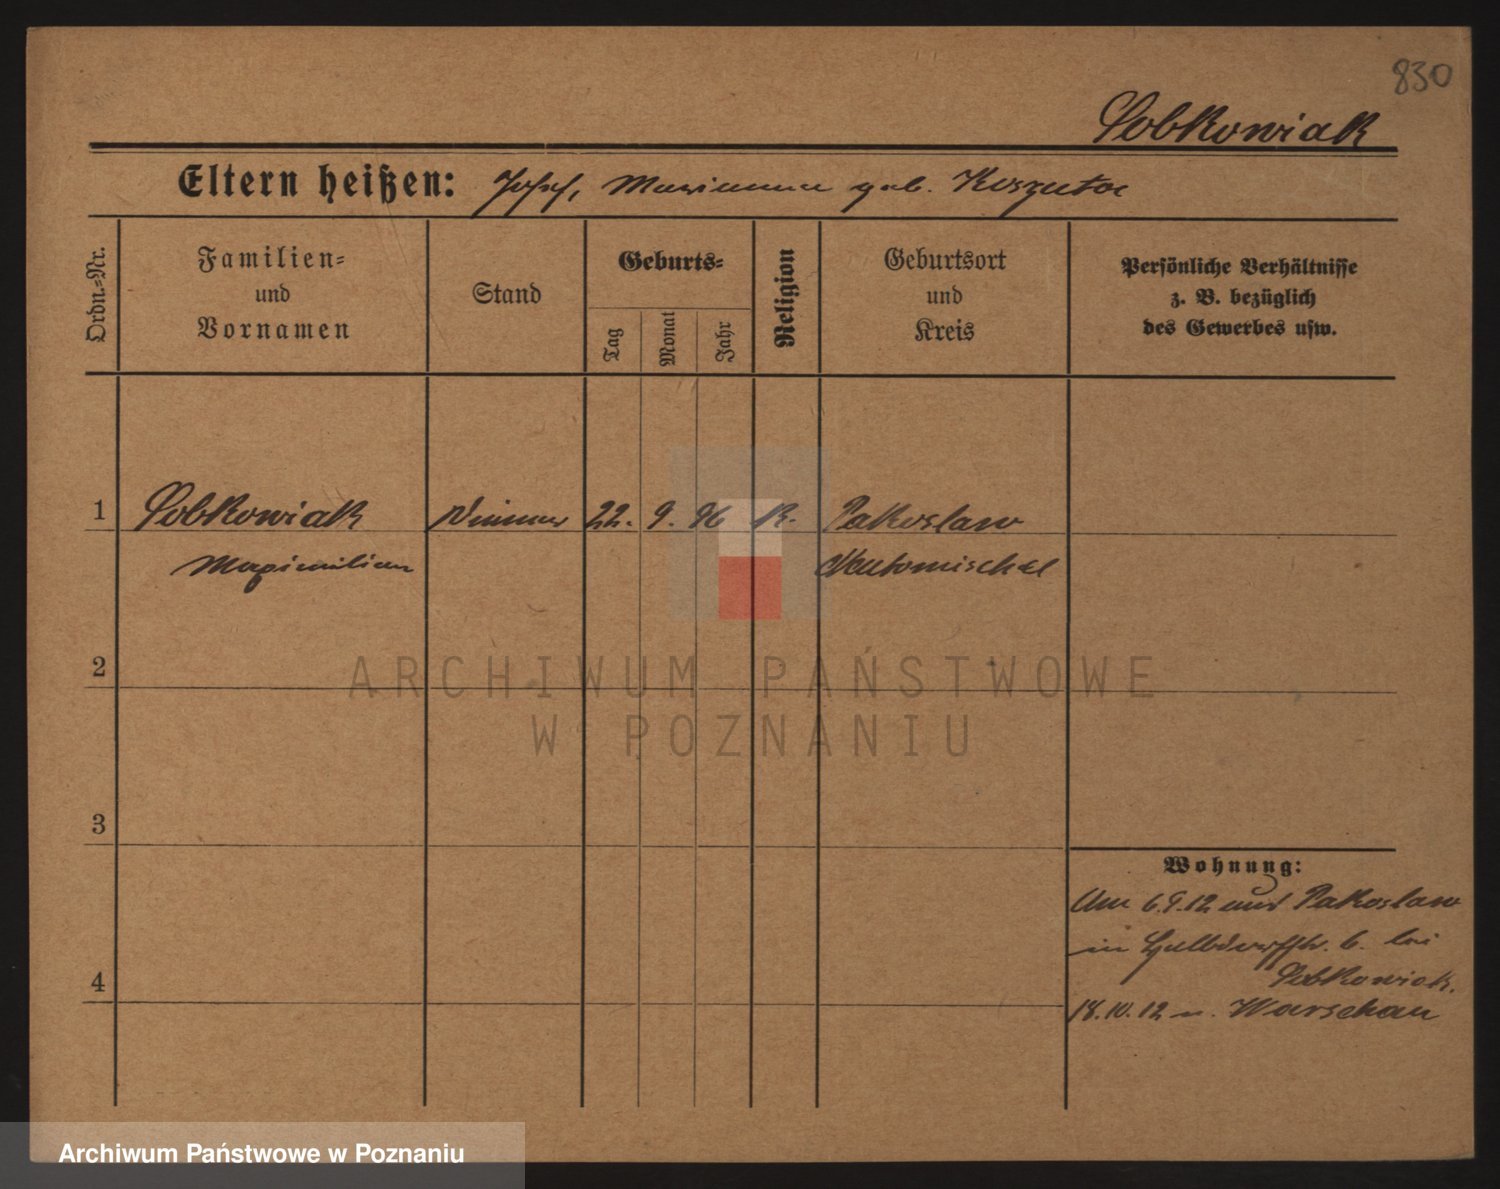 830
Sobkowiak
Eltern heißen: Josef, Marianna geb. Koszuta
Ordn.=Nr.
Familien=
und
Vornamen
Stand
Geburts=
Tag
Monat
Jahr
Religion
Geburtsort
und
Kreis
Persönliche Verhältnisse
z. B. bezüglich
des Gewerbes usw.
1 Sobkowiak 22. 9. 96 K. Pakoslaw
Maximilian Neutomischel
2
3
4
Wohnung:
Am 6.9.12 aus Pakoslaw
in 6. bei
Sobkowiak.
18.10.12 n. Warschau
ARCHIWUM PAŃSTWOWE
W POZNANIU
Archiwum Państwowe w Poznaniu